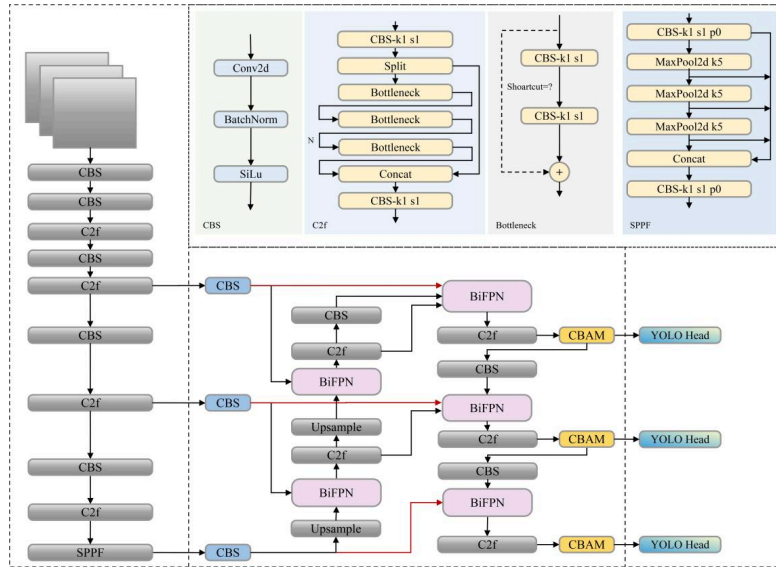 CBS
CBS
C2f
CBS
C2f
CBS
C2f
CBS
C2f
SPPF
Conv2d
BatchNorm
SiLu
CBS
CBS-k1 s1
Split
Bottleneck
Bottleneck
N
Bottleneck
Concat
CBS-k1 s1
C2f
CBS-k1 s1
Shoartcut=?
CBS-k1 s1
+
Bottleneck
CBS-k1 s1 p0
MaxPool2d k5
MaxPool2d k5
MaxPool2d k5
Concat
CBS-k1 s1 p0
SPPF
CBS
CBS
CBS
CBS
C2f
BiFPN
Upsample
C2f
BiFPN
Upsample
BiFPN
C2f
CBS
BiFPN
C2f
CBS
BiFPN
C2f
CBAM
YOLO Head
CBAM
YOLO Head
CBAM
YOLO Head